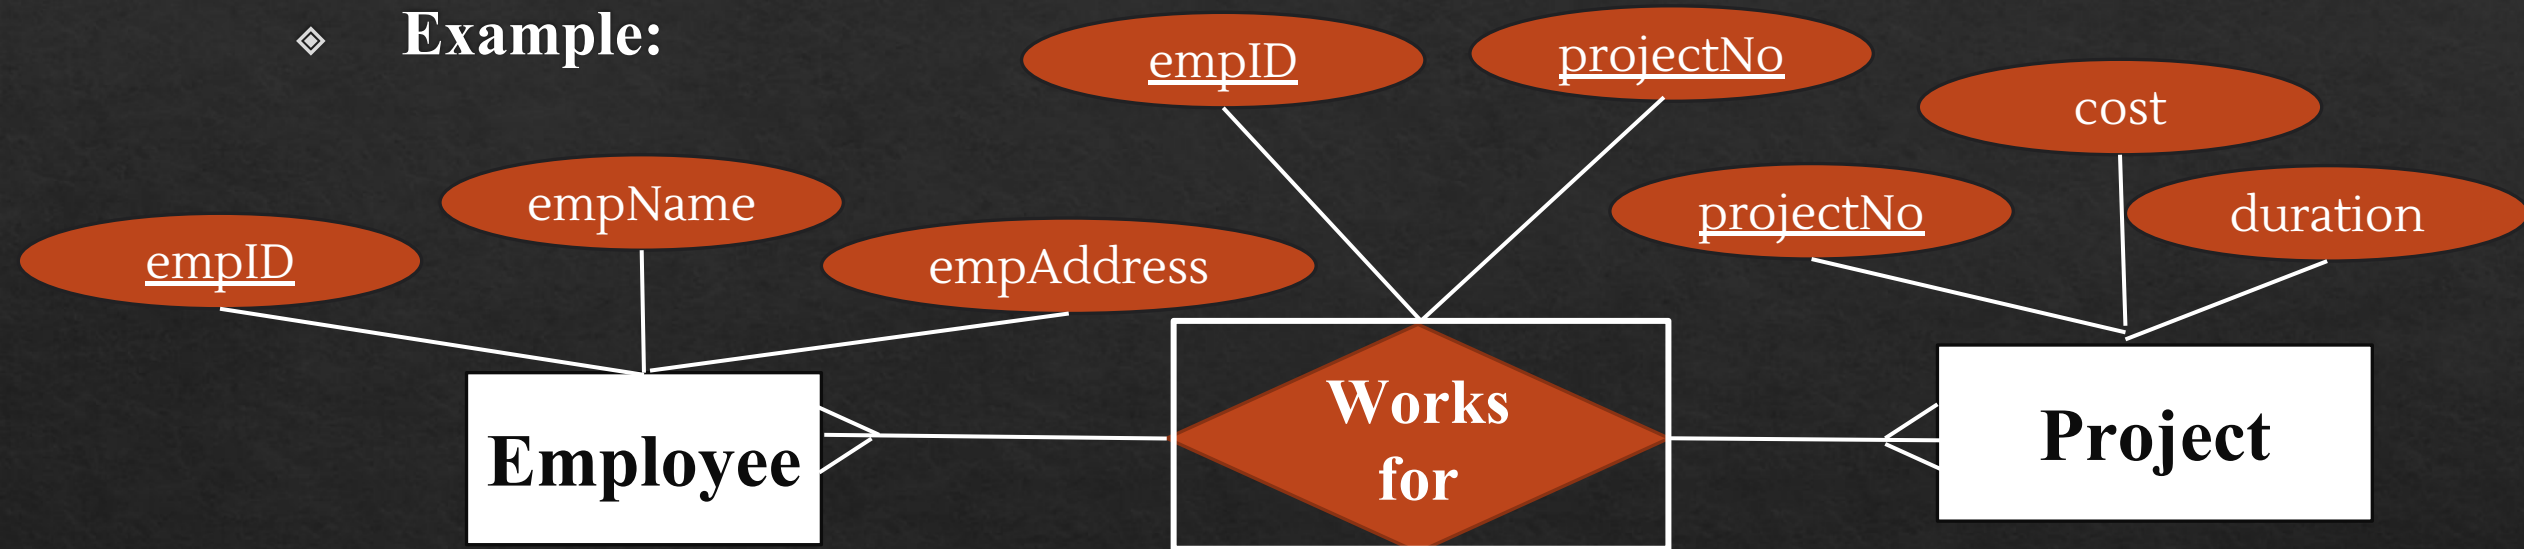 Example:
empID
projectNo
cost
empName
projectNo
duration
empID
empAddress
Works
for
Employee
Project